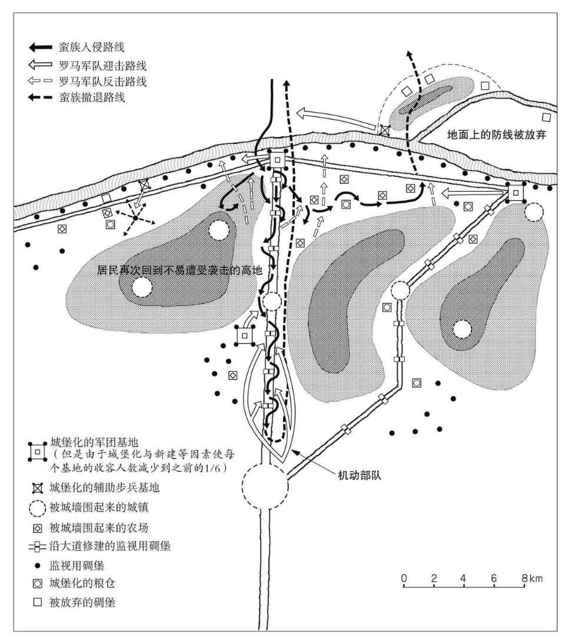 蛮族入侵路线
罗马军队迎击路线
罗马军队反击路线
蛮族撤退路线
地面上的防线被放弃
居民再次回到不易遭受袭击的高地
机动部队
城堡化的军团基地
(但是由于城堡化与新建等因素使每
个基地的收容人数减少到之前的1/6)
城堡化的辅助步兵基地
被城墙围起来的城镇
被城墙围起来的农场
沿大道修建的监视用碉堡
监视用碉堡
城堡化的粮仓
被放弃的碉堡
0 2 4 6 8km